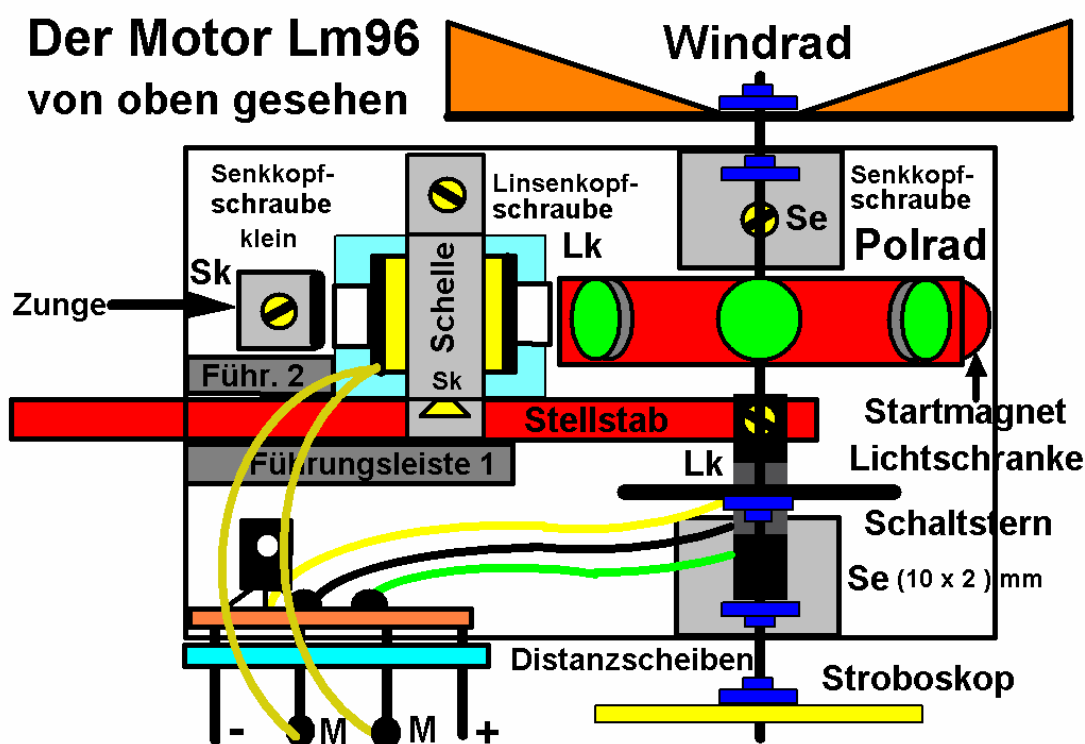 Der Motor Lm96
von oben gesehen
Windrad
Senkkopf-
schraube
klein
Sk
Zunge
Linsenkopf-
schraube
Lk
Schelle
Sk
Senkkopf-
schraube
Se
Polrad
Führ. 2
Stellstab
Führungsleiste 1
Startmagnet
Lk
Lichtschranke
Schaltstern
Se (10 x 2 ) mm
Distanzscheiben
Stroboskop
- M M +